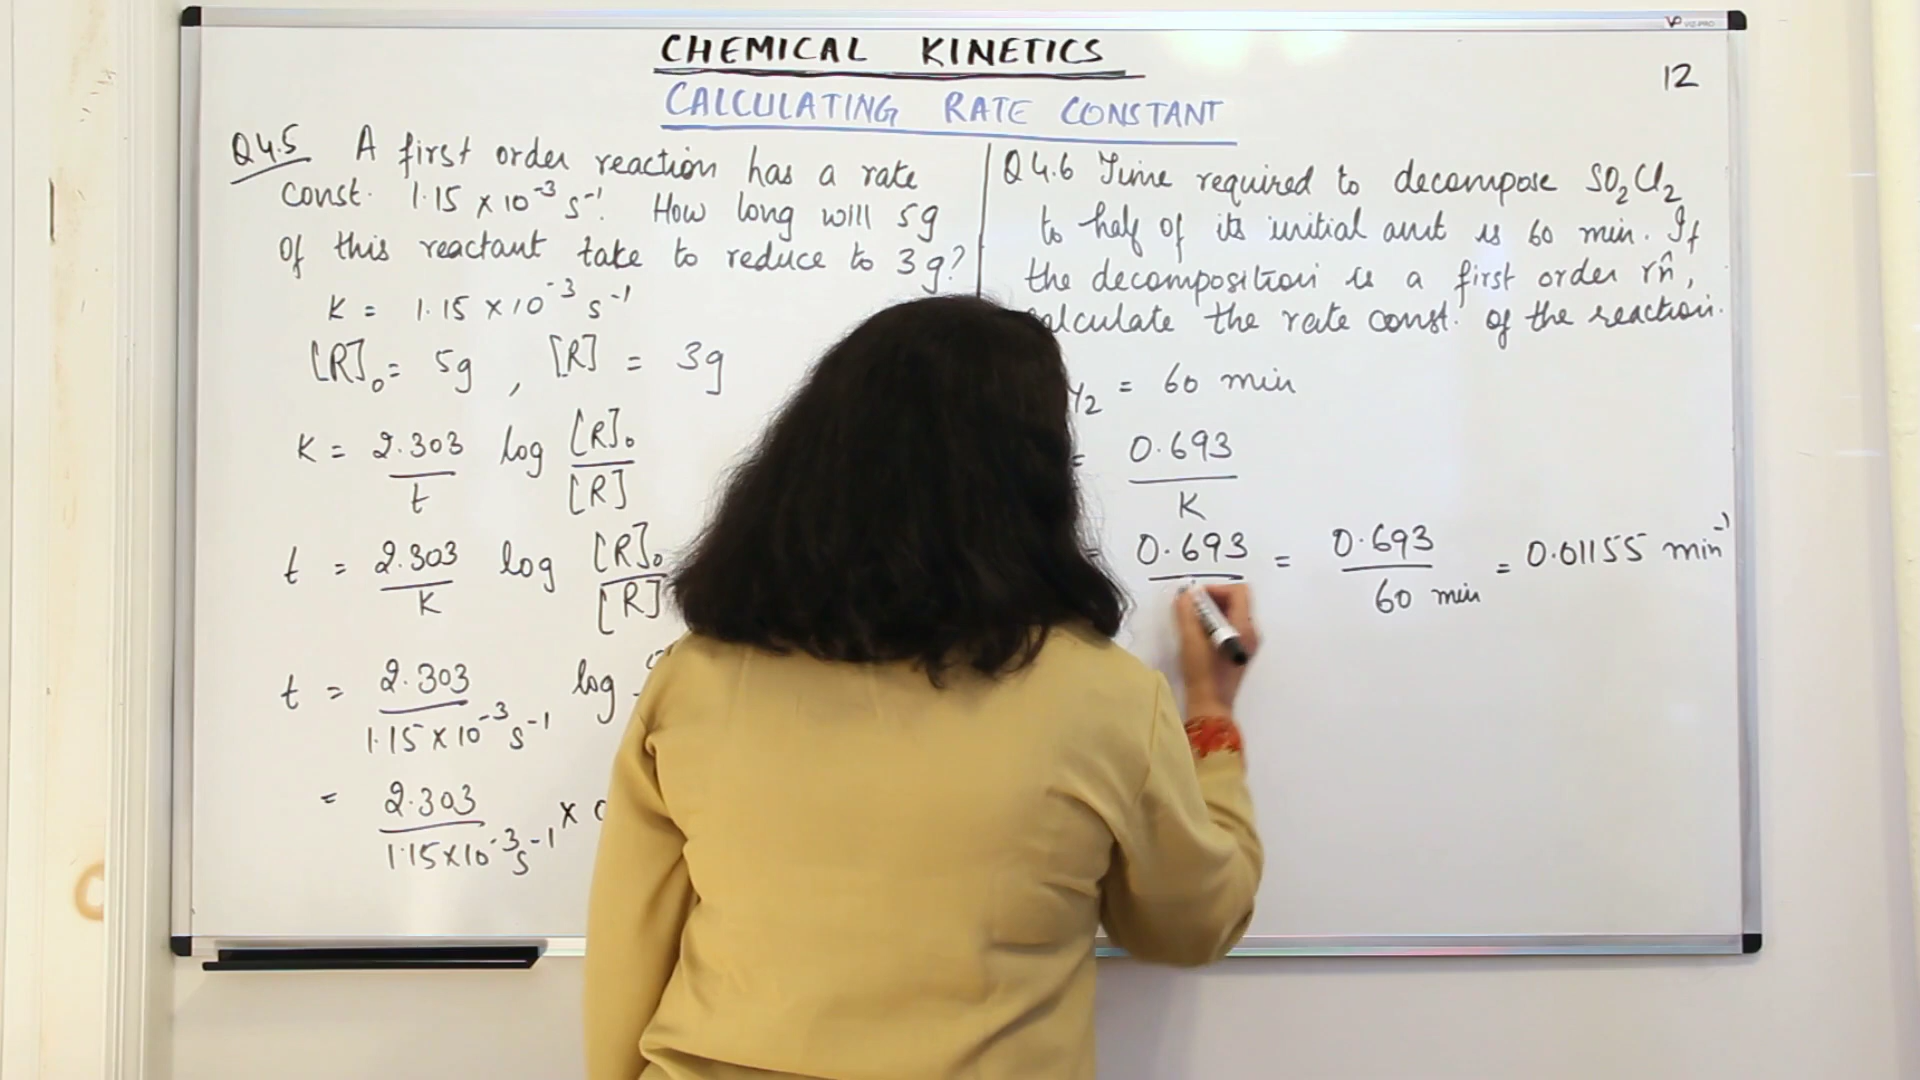 CHEMICAL KINETICS
CALCULATING RATE CONSTANT
12
Q4.5 A first order reaction has a rate
const. 1.15 × 10⁻³ s⁻¹. How long will 5g
of this reactant take to reduce to 3g?
K = 1.15 × 10⁻³ s⁻¹
[R]₀ = 5g , [R] = 3g
K = 2.303 / t log [R]₀ / [R]
t = 2.303 / K log [R]₀ / [R]
t = 2.303 / 1.15 × 10⁻³ s⁻¹ log
= 2.303 / 1.15 × 10⁻³ s⁻¹ ×
Q4.6 Time required to decompose SO₂Cl₂
to half of its initial amt is 60 min. If
the decomposition is a first order rn̂,
calculate the rate const. of the reaction.
½ = 60 min
= 0.693 / K
= 0.693 / = 0.693 / 60 min = 0.01155 min⁻¹